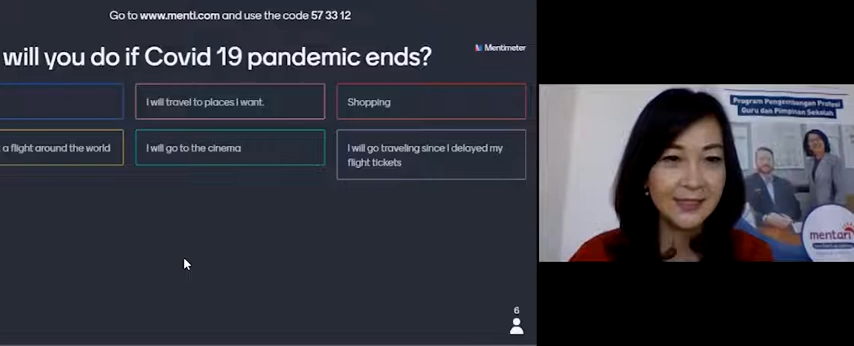 Go to www.menti.com and use the code 57 33 12
will you do if Covid 19 pandemic ends?
Mentimeter
I will travel to places I want.
Shopping
a flight around the world
I will go to the cinema
I will go traveling since I delayed my
flight tickets
6
Program Pengembangan Profesi
Guru dan Pimpinan Sekolah
mentari